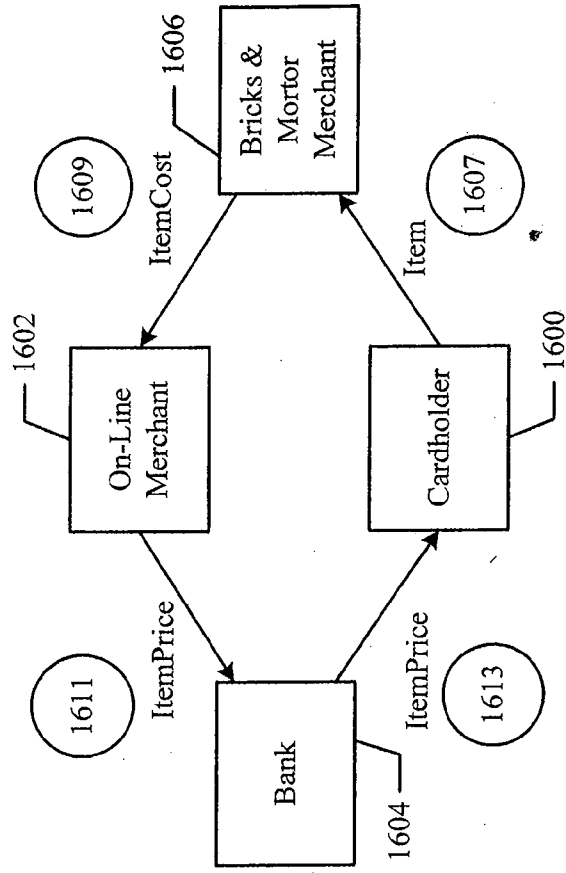 1602
1611
1609
On-Line
Merchant
ItemPrice
ItemCost
1606
Bank
Bricks &
Mortor
Merchant
ItemPrice
Item
1604
Cardholder
1613
1607
1600